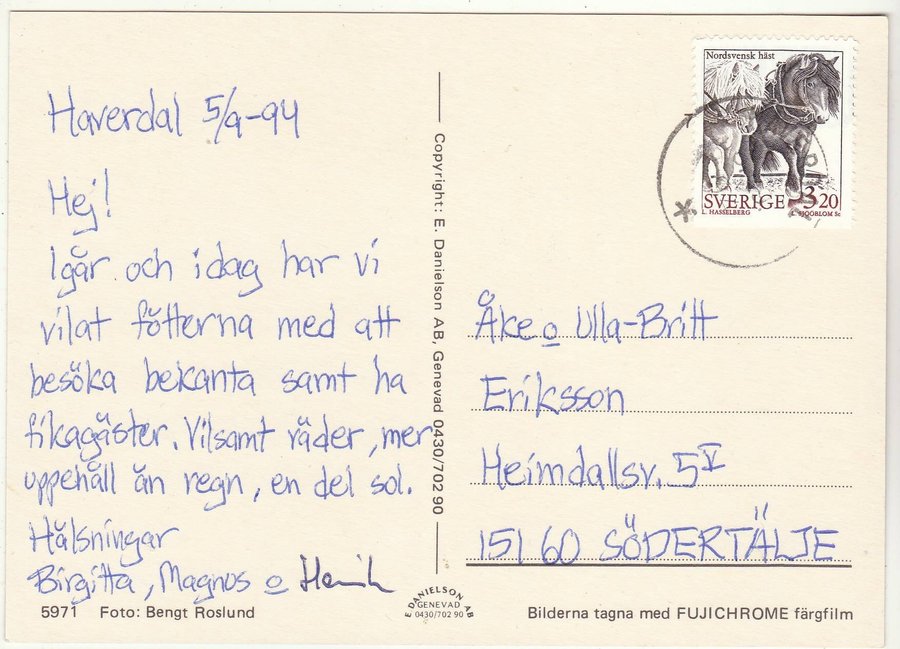 Haverdal 5/9-94
Hej!
Igår och idag har vi
vilat fötterna med att
besöka bekanta samt ha
fikagäster. Vilsamt väder, mer
uppehåll än regn, en del sol.
Hälsningar
Birgitta, Magnus o Henrik
5971 Foto: Bengt Roslund
Copyright: E. Danielson AB, Genevad 0430/702 90
E DANIELSON AB
GENEVAD
0430/702 90
Nordsvensk häst
SVERIGE 3.20
L. HASSELBERG L. SJÖÖBLOM Sc
Åke o Ulla-Britt
Eriksson
Heimdallsv. 5 V
151 60 SÖDERTÄLJE
Bilderna tagna med FUJICHROME färgfilm